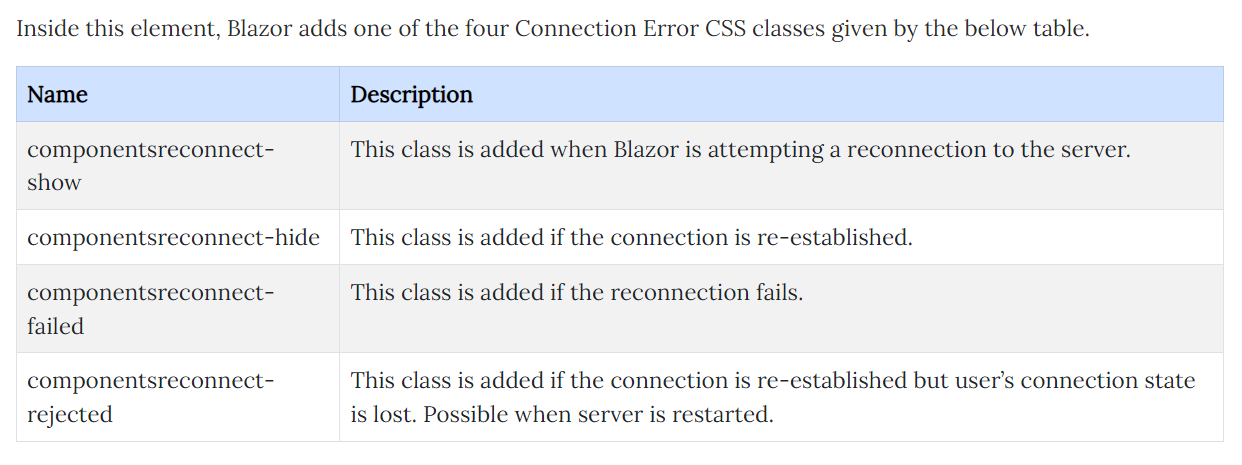 Inside this element, Blazor adds one of the four Connection Error CSS classes given by the below table.
Name Description
componentsreconnect-
show
This class is added when Blazor is attempting a reconnection to the server.
componentsreconnect-hide This class is added if the connection is re-established.
componentsreconnect-
failed
This class is added if the reconnection fails.
componentsreconnect-
rejected
This class is added if the connection is re-established but user’s connection state
is lost. Possible when server is restarted.